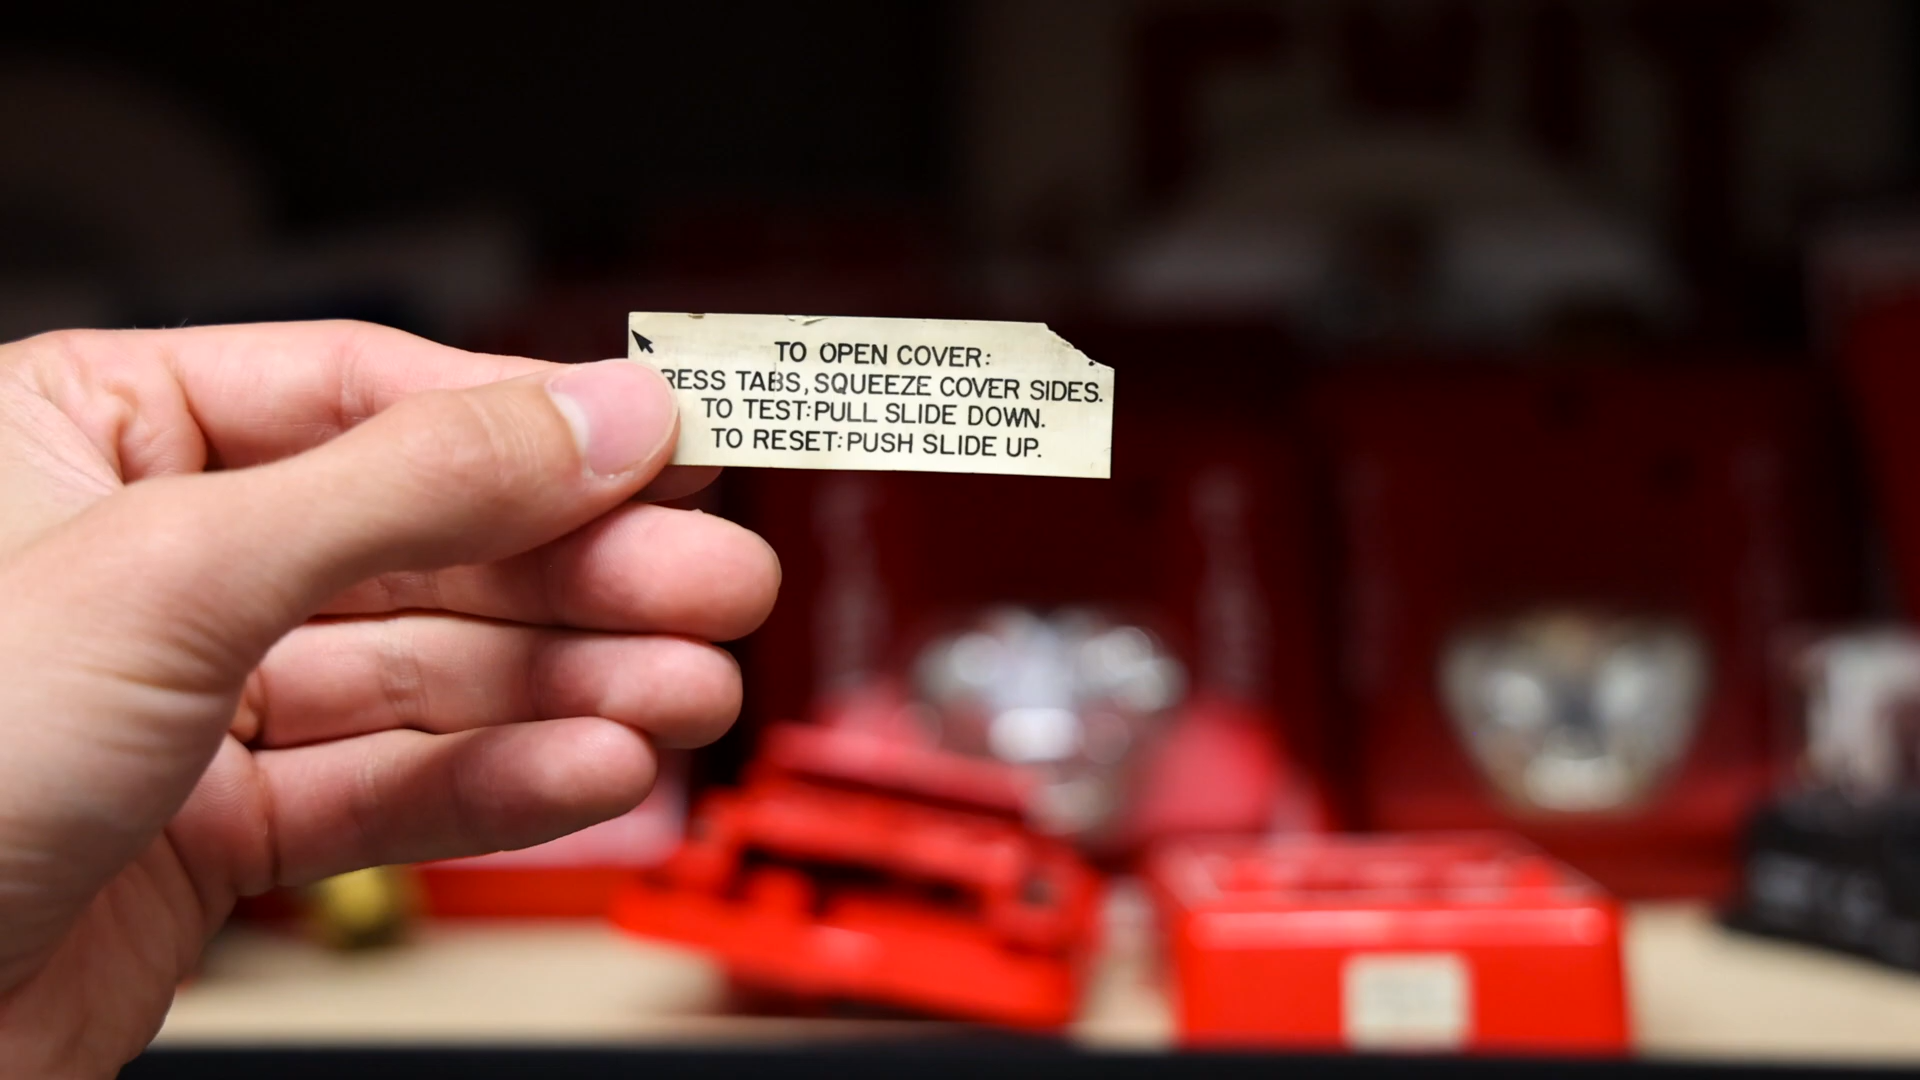 TO OPEN COVER:
RESS TABS, SQUEEZE COVER SIDES.
TO TEST: PULL SLIDE DOWN.
TO RESET: PUSH SLIDE UP.